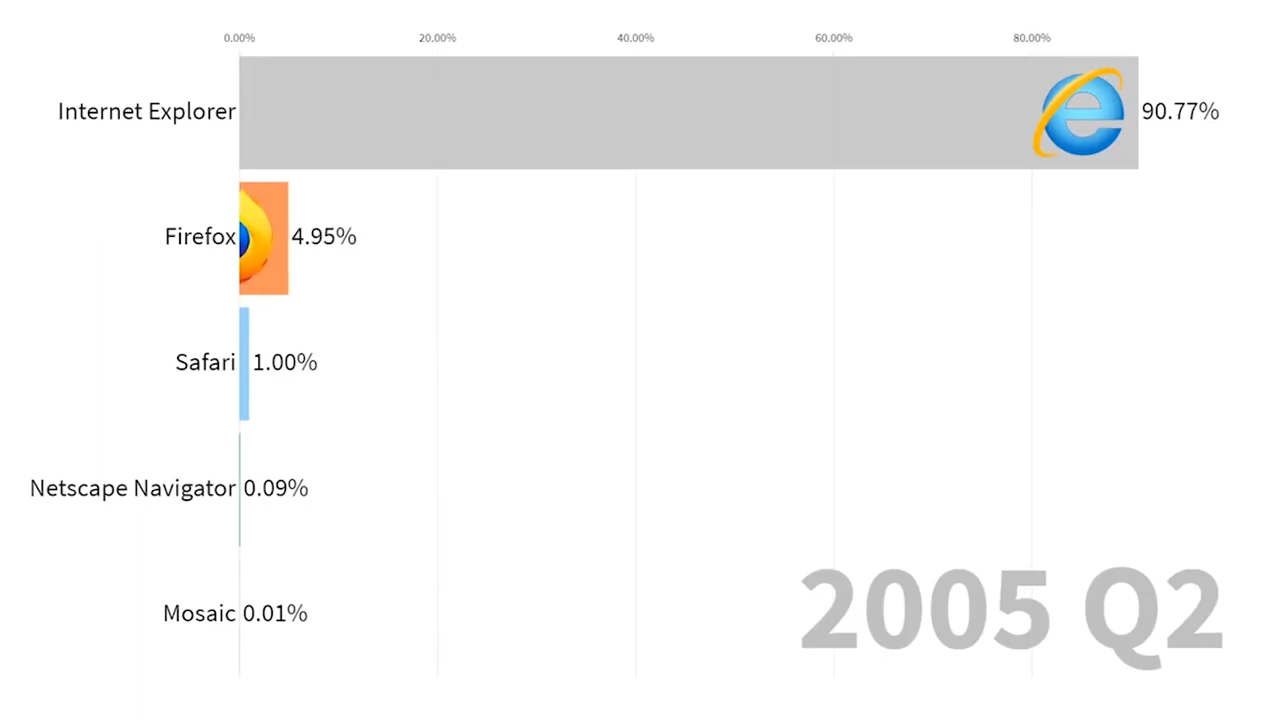 0.00% 20.00% 40.00% 60.00% 80.00%
Internet Explorer 90.77%
Firefox 4.95%
Safari 1.00%
Netscape Navigator 0.09%
Mosaic 0.01%
2005 Q2